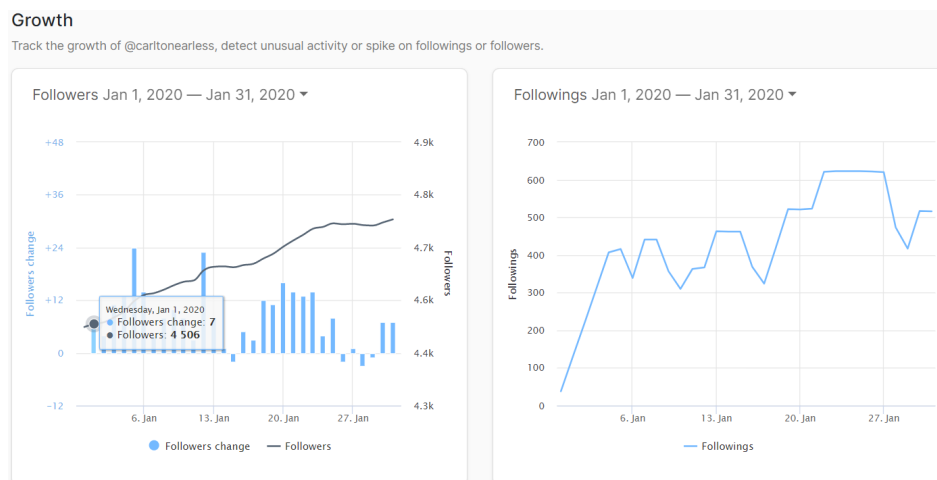 Growth
Track the growth of @carltonearless, detect unusual activity or spike on followings or followers.
Followers Jan 1, 2020 — Jan 31, 2020
+48
+36
+24
+12
0
−12
Followers change
4.9k
4.8k
4.7k
4.6k
4.4k
4.3k
Followers
Wednesday, Jan 1, 2020
Followers change: 7
Followers: 4 506
6. Jan
13. Jan
20. Jan
27. Jan
Followers change
Followers
Followings Jan 1, 2020 — Jan 31, 2020
700
600
500
400
300
200
100
0
Followings
6. Jan
13. Jan
20. Jan
27. Jan
Followings